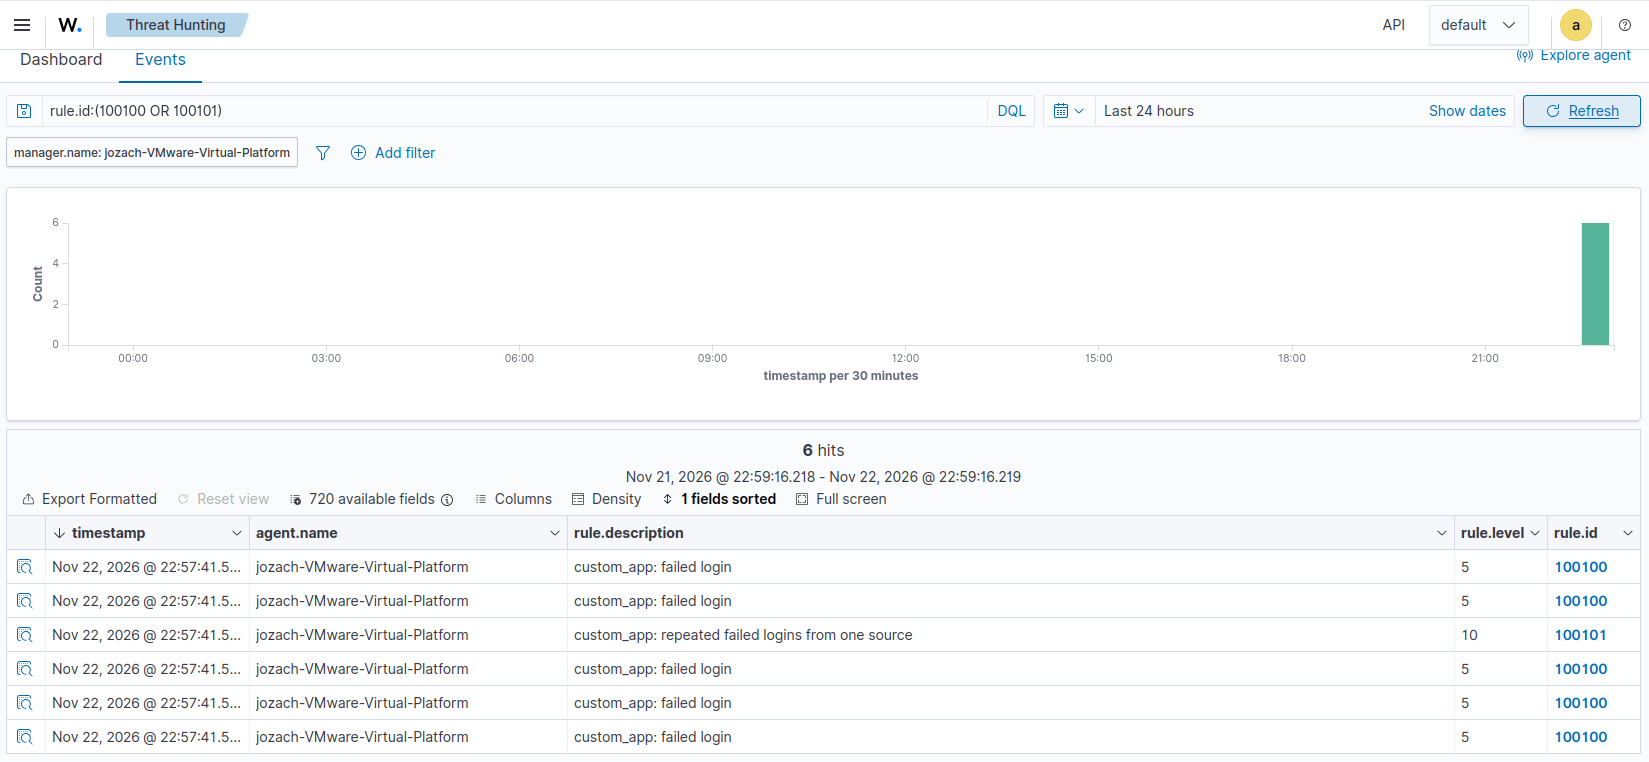 W. Threat Hunting API default a
Dashboard Events Explore agent
rule.id:(100100 OR 100101) DQL Last 24 hours Show dates Refresh
manager.name: jozach-VMware-Virtual-Platform Add filter
6
4
2
0
Count
00:00 03:00 06:00 09:00 12:00 15:00 18:00 21:00
timestamp per 30 minutes
6 hits
Nov 21, 2026 @ 22:59:16.218 - Nov 22, 2026 @ 22:59:16.219
Export Formatted Reset view 720 available fields Columns Density 1 fields sorted Full screen
timestamp agent.name rule.description rule.level rule.id
Nov 22, 2026 @ 22:57:41.5... jozach-VMware-Virtual-Platform custom_app: failed login 5 100100
Nov 22, 2026 @ 22:57:41.5... jozach-VMware-Virtual-Platform custom_app: failed login 5 100100
Nov 22, 2026 @ 22:57:41.5... jozach-VMware-Virtual-Platform custom_app: repeated failed logins from one source 10 100101
Nov 22, 2026 @ 22:57:41.5... jozach-VMware-Virtual-Platform custom_app: failed login 5 100100
Nov 22, 2026 @ 22:57:41.5... jozach-VMware-Virtual-Platform custom_app: failed login 5 100100
Nov 22, 2026 @ 22:57:41.5... jozach-VMware-Virtual-Platform custom_app: failed login 5 100100